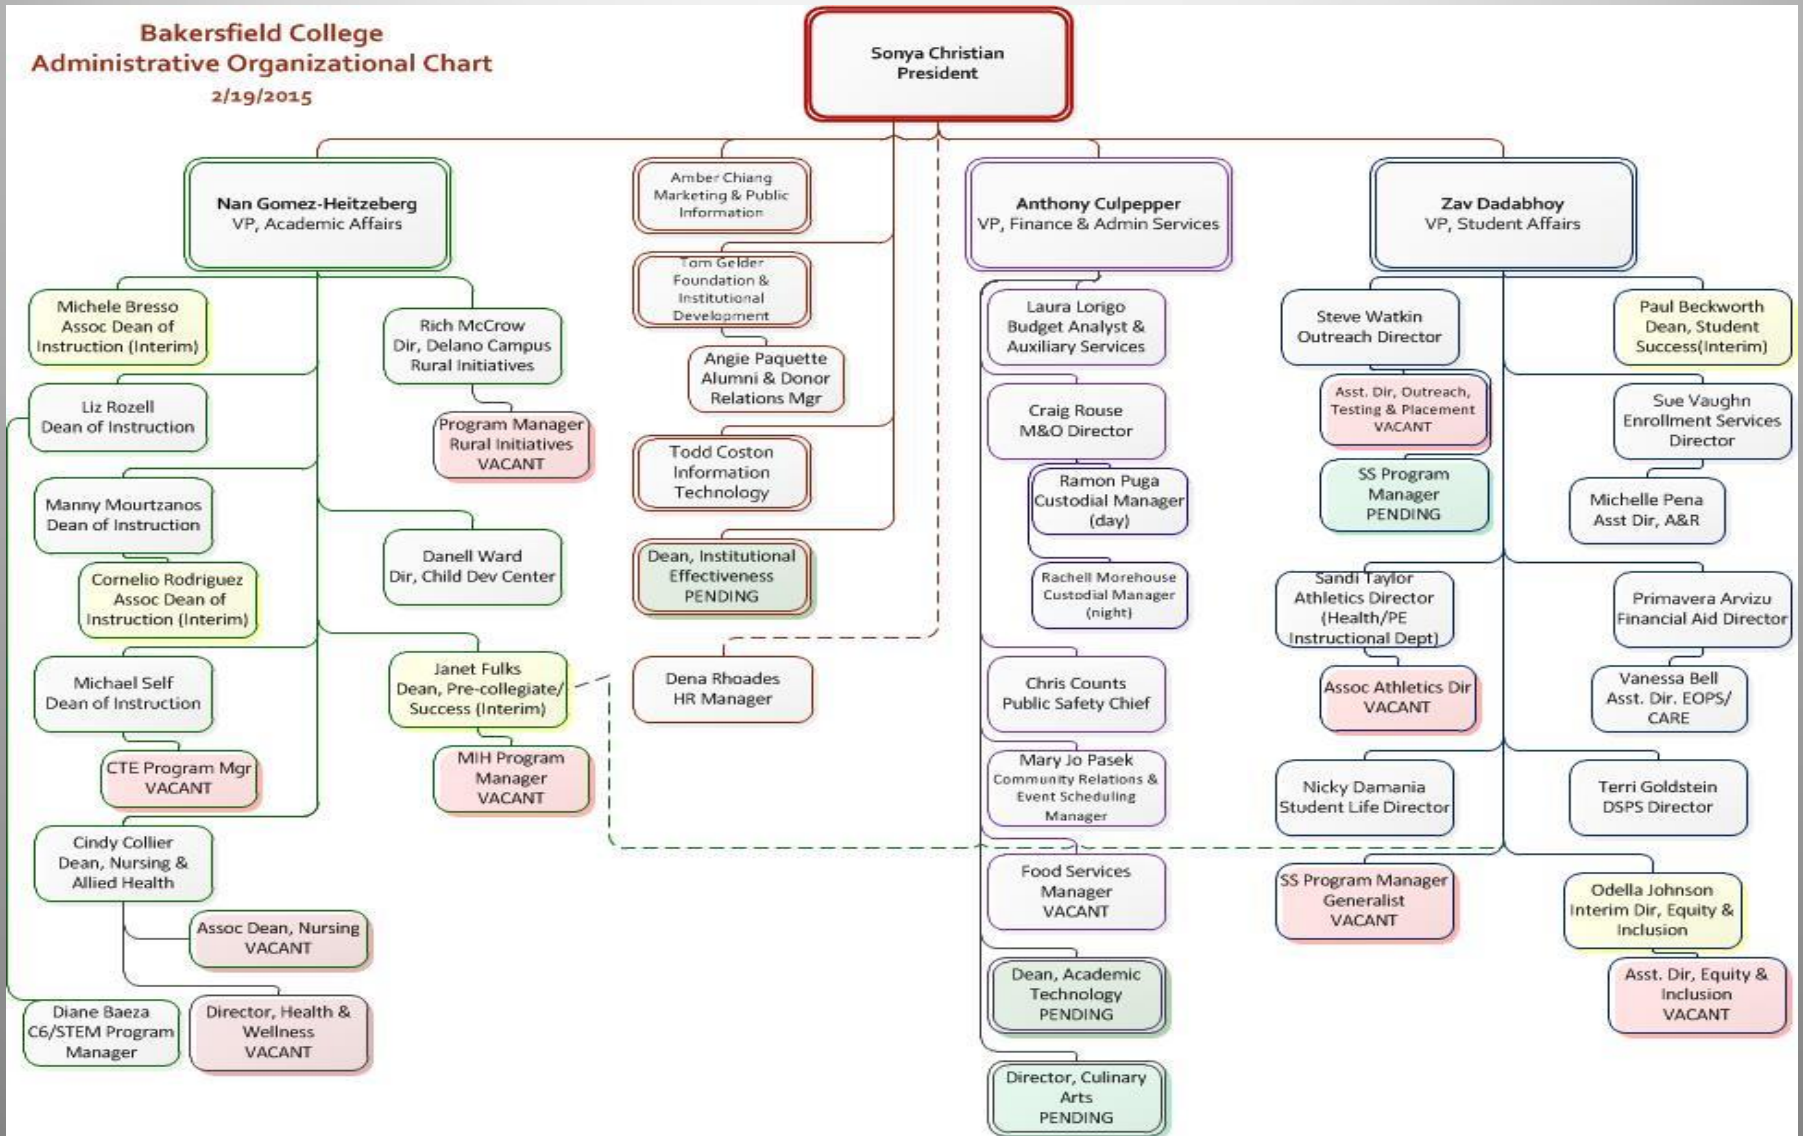 Bakersfield College
Administrative Organizational Chart
2/19/2015
Sonya Christian
President
Nan Gomez-Heitzeberg
VP, Academic Affairs
Michele Bresso
Assoc Dean of
Instruction (Interim)
Liz Rozell
Dean of Instruction
Manny Mourtzanos
Dean of Instruction
Cornelio Rodriguez
Assoc Dean of
Instruction (Interim)
Michael Self
Dean of Instruction
CTE Program Mgr
VACANT
Cindy Collier
Dean, Nursing &
Allied Health
Assoc Dean, Nursing
VACANT
Diane Baeza
C6/STEM Program
Manager
Director, Health &
Wellness
VACANT
Rich McCrow
Dir, Delano Campus
Rural Initiatives
Program Manager
Rural Initiatives
VACANT
Danell Ward
Dir, Child Dev Center
Janet Fulks
Dean, Pre-collegiate/
Success (Interim)
MIH Program
Manager
VACANT
Amber Chiang
Marketing & Public
Information
Tom Gelder
Foundation &
Institutional
Development
Angie Paquette
Alumni & Donor
Relations Mgr
Todd Coston
Information
Technology
Dean, Institutional
Effectiveness
PENDING
Dena Rhoades
HR Manager
Anthony Culpepper
VP, Finance & Admin Services
Laura Lorigo
Budget Analyst &
Auxiliary Services
Craig Rouse
M&O Director
Ramon Puga
Custodial Manager
(day)
Rachell Morehouse
Custodial Manager
(night)
Chris Counts
Public Safety Chief
Mary Jo Pasek
Community Relations &
Event Scheduling
Manager
Food Services
Manager
VACANT
Dean, Academic
Technology
PENDING
Director, Culinary
Arts
PENDING
Zav Dadabhoy
VP, Student Affairs
Steve Watkin
Outreach Director
Asst. Dir, Outreach,
Testing & Placement
VACANT
SS Program
Manager
PENDING
Sandi Taylor
Athletics Director
(Health/PE
Instructional Dept)
Assoc Athletics Dir
VACANT
Nicky Damania
Student Life Director
SS Program Manager
Generalist
VACANT
Paul Beckworth
Dean, Student
Success(Interim)
Sue Vaughn
Enrollment Services
Director
Michelle Pena
Asst Dir, A&R
Primavera Arvizu
Financial Aid Director
Vanessa Bell
Asst. Dir. EOPS/
CARE
Terri Goldstein
DSPS Director
Odella Johnson
Interim Dir, Equity &
Inclusion
Asst. Dir, Equity &
Inclusion
VACANT